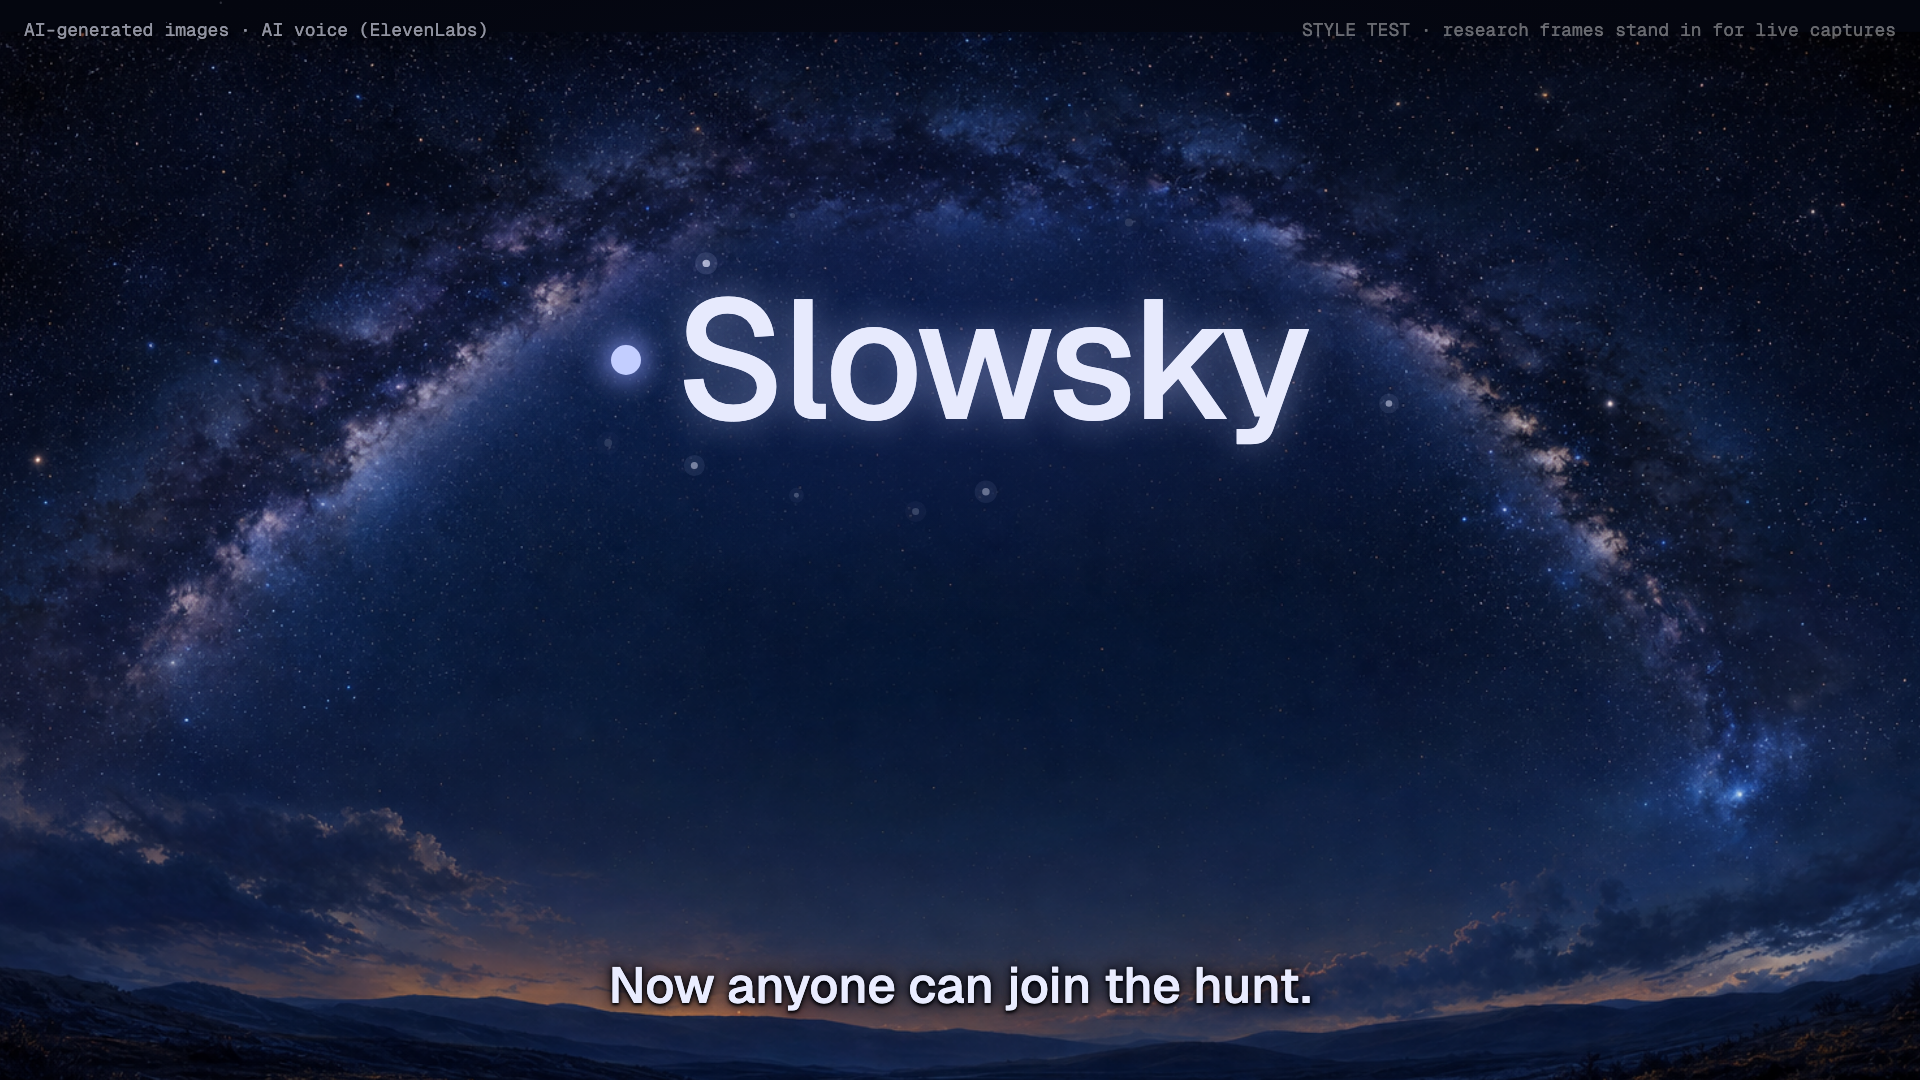 AI-generated images · AI voice (ElevenLabs)
STYLE TEST · research frames stand in for live captures
Slowsky
Now anyone can join the hunt.